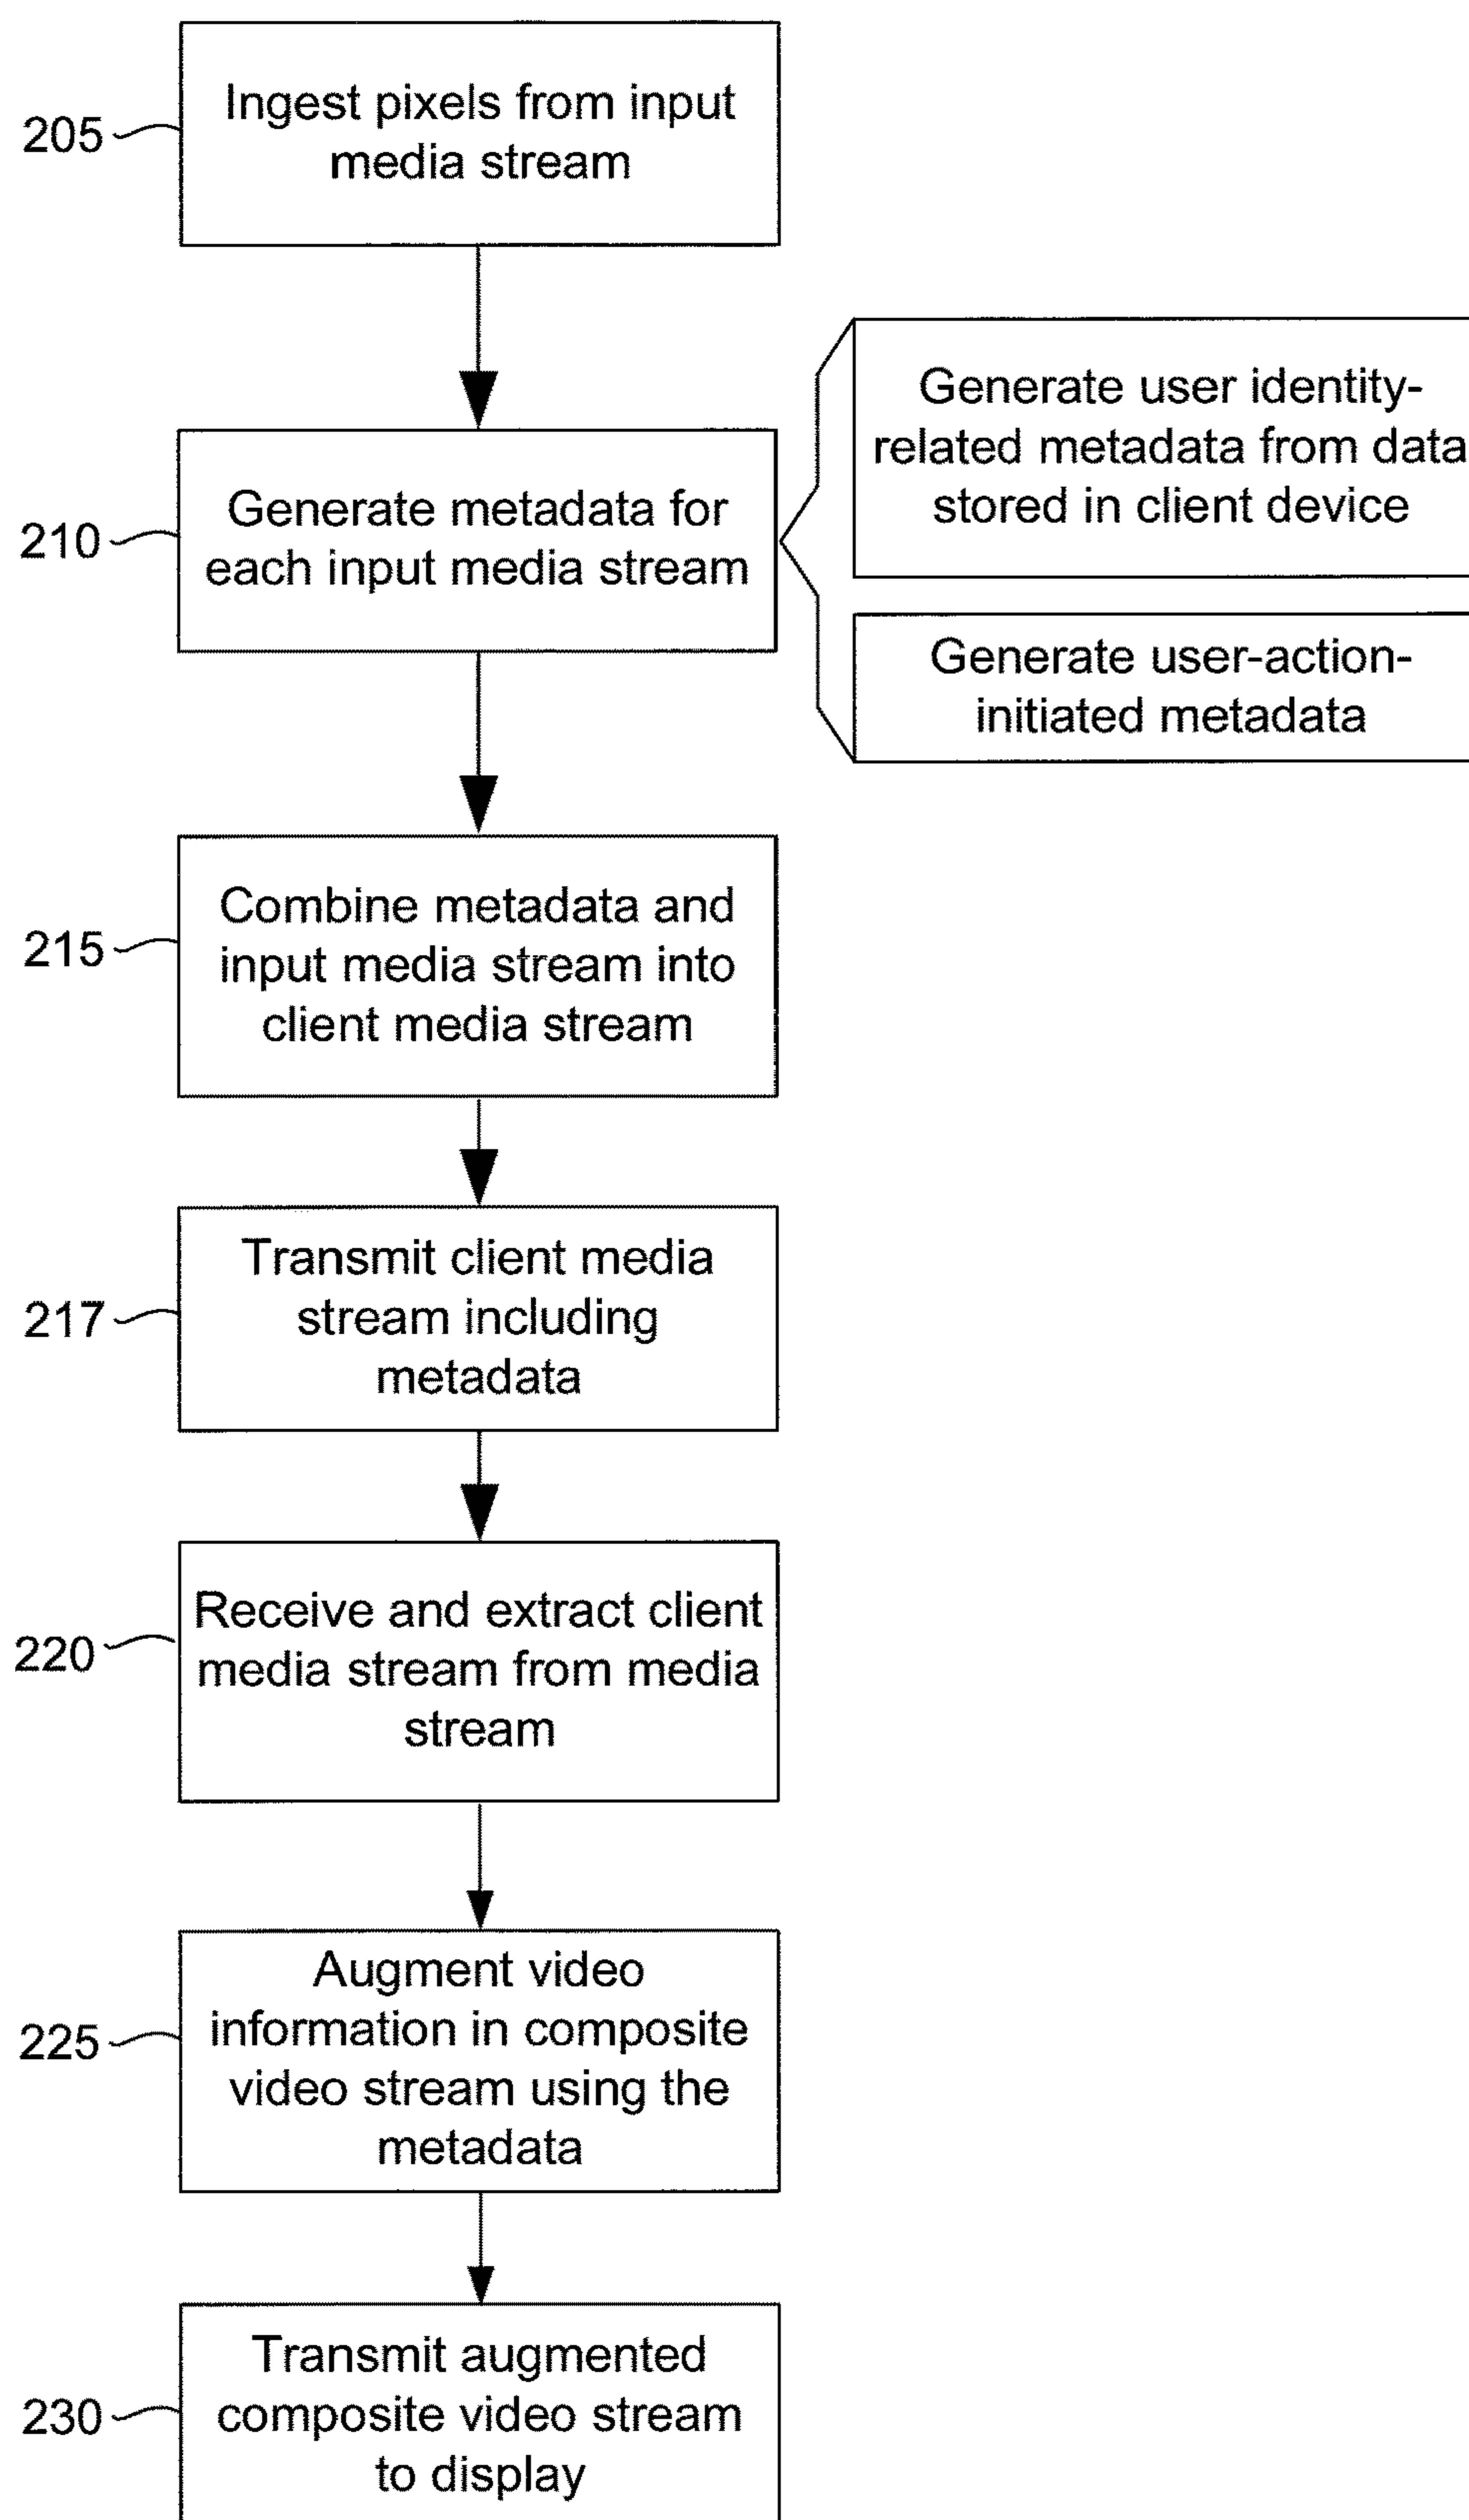 205
Ingest pixels from input
media stream
210
Generate metadata for
each input media stream
Generate user identity-
related metadata from data
stored in client device
Generate user-action-
initiated metadata
215
Combine metadata and
input media stream into
client media stream
217
Transmit client media
stream including
metadata
220
Receive and extract client
media stream from media
stream
225
Augment video
information in composite
video stream using the
metadata
230
Transmit augmented
composite video stream
to display